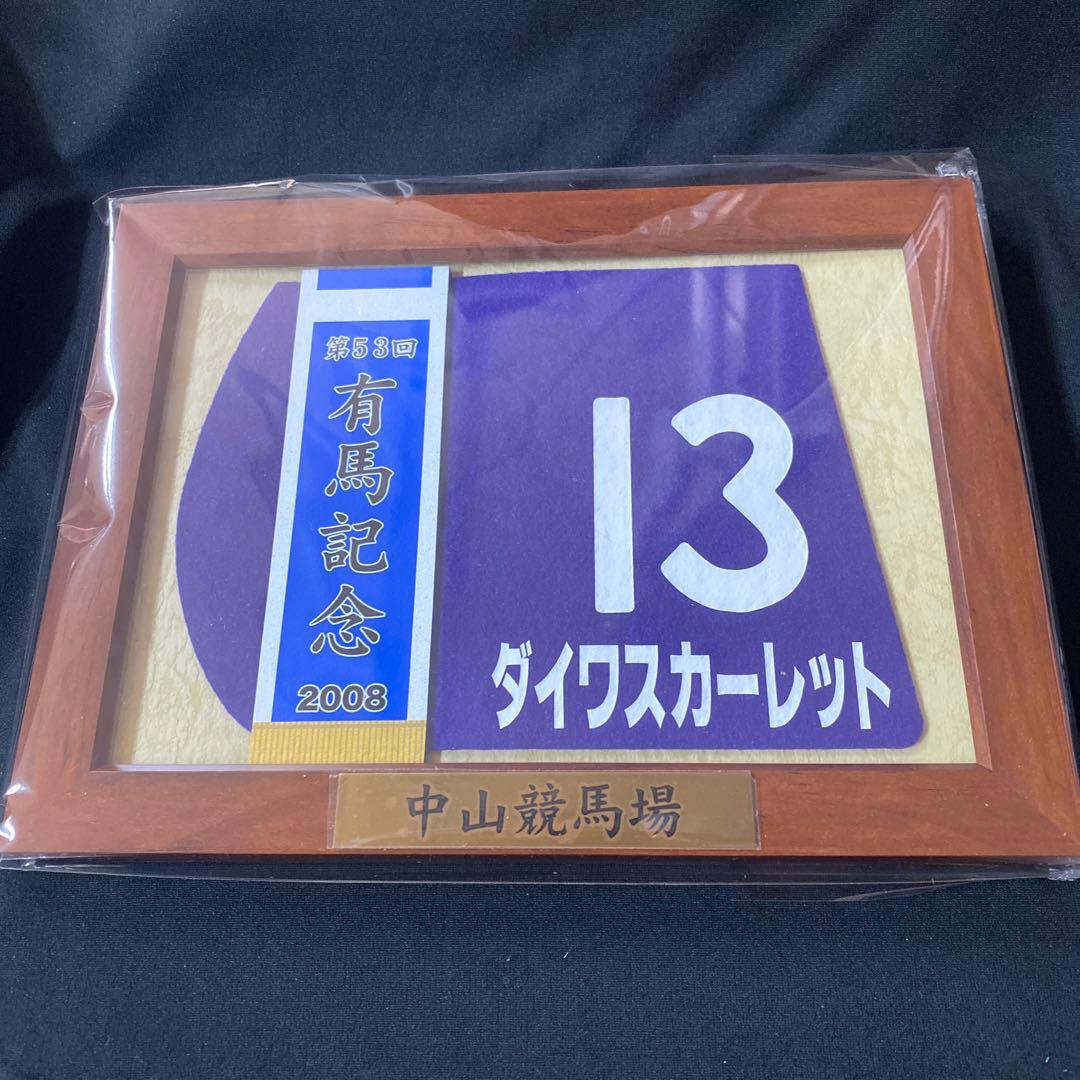 第53回
有馬記念
2008
13
ダイワスカーレット
中山競馬場